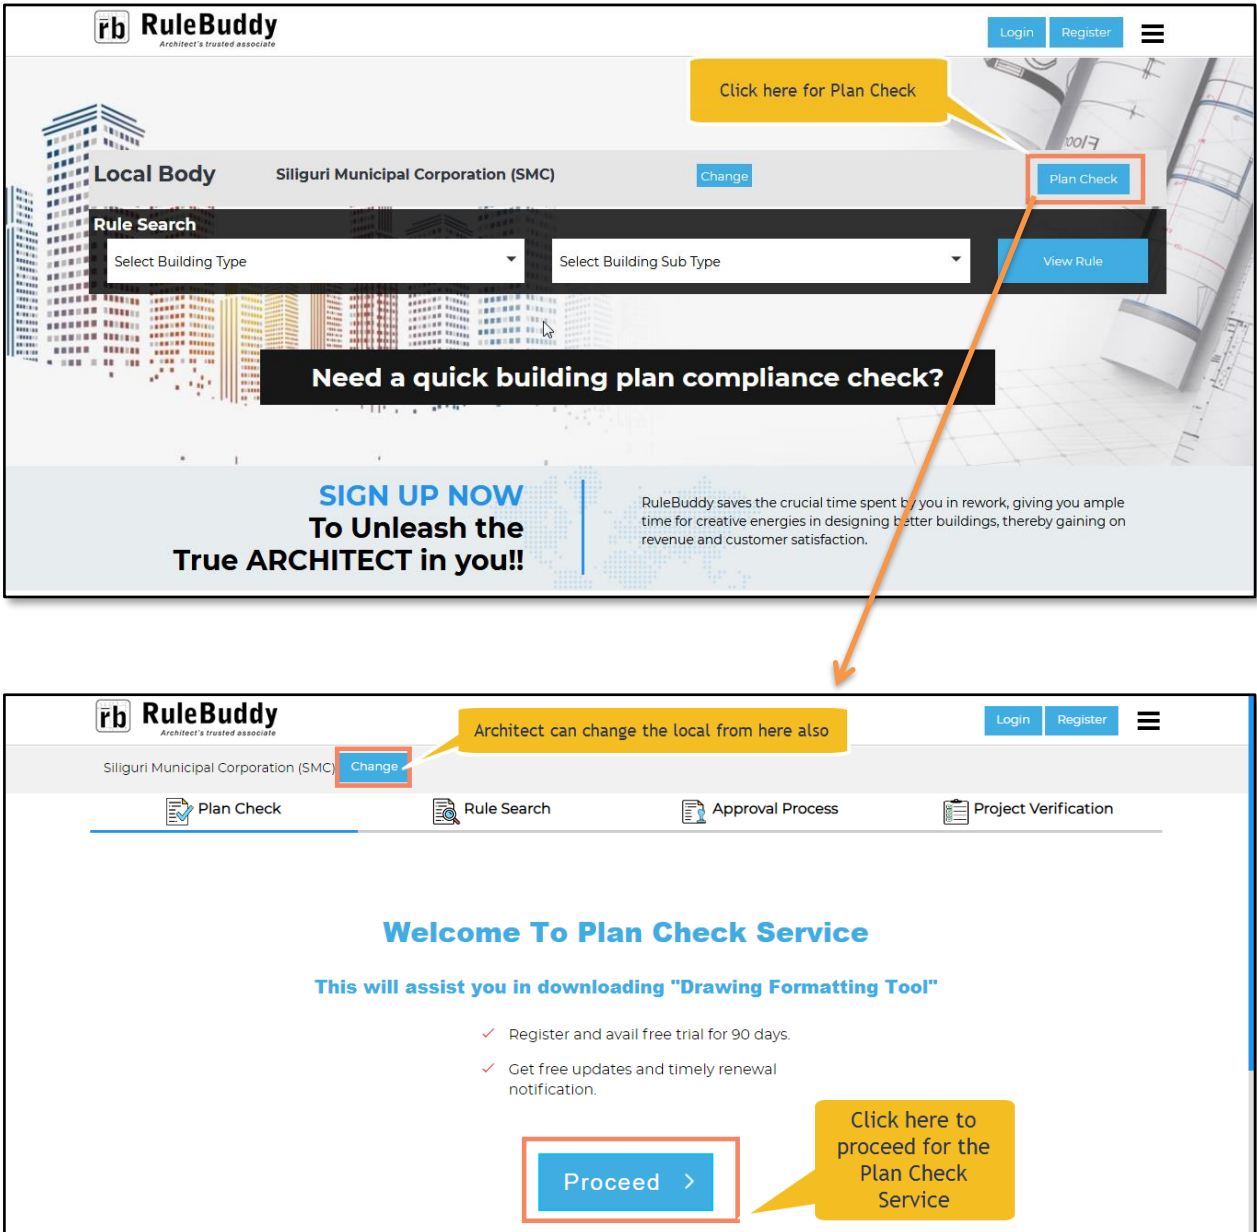 rb RuleBuddy
Architect's trusted associate
Login Register
Click here for Plan Check
Floor
Local Body Siliguri Municipal Corporation (SMC) Change Plan Check
Rule Search
Select Building Type Select Building Sub Type View Rule
Need a quick building plan compliance check?
SIGN UP NOW
To Unleash the
True ARCHITECT in you!!
RuleBuddy saves the crucial time spent by you in rework, giving you ample
time for creative energies in designing better buildings, thereby gaining on
revenue and customer satisfaction.
rb RuleBuddy
Architect's trusted associate
Architect can change the local from here also
Login Register
Siliguri Municipal Corporation (SMC) Change
Plan Check Rule Search Approval Process Project Verification
Welcome To Plan Check Service
This will assist you in downloading "Drawing Formatting Tool"
Register and avail free trial for 90 days.
Get free updates and timely renewal
notification.
Proceed >
Click here to
proceed for the
Plan Check
Service